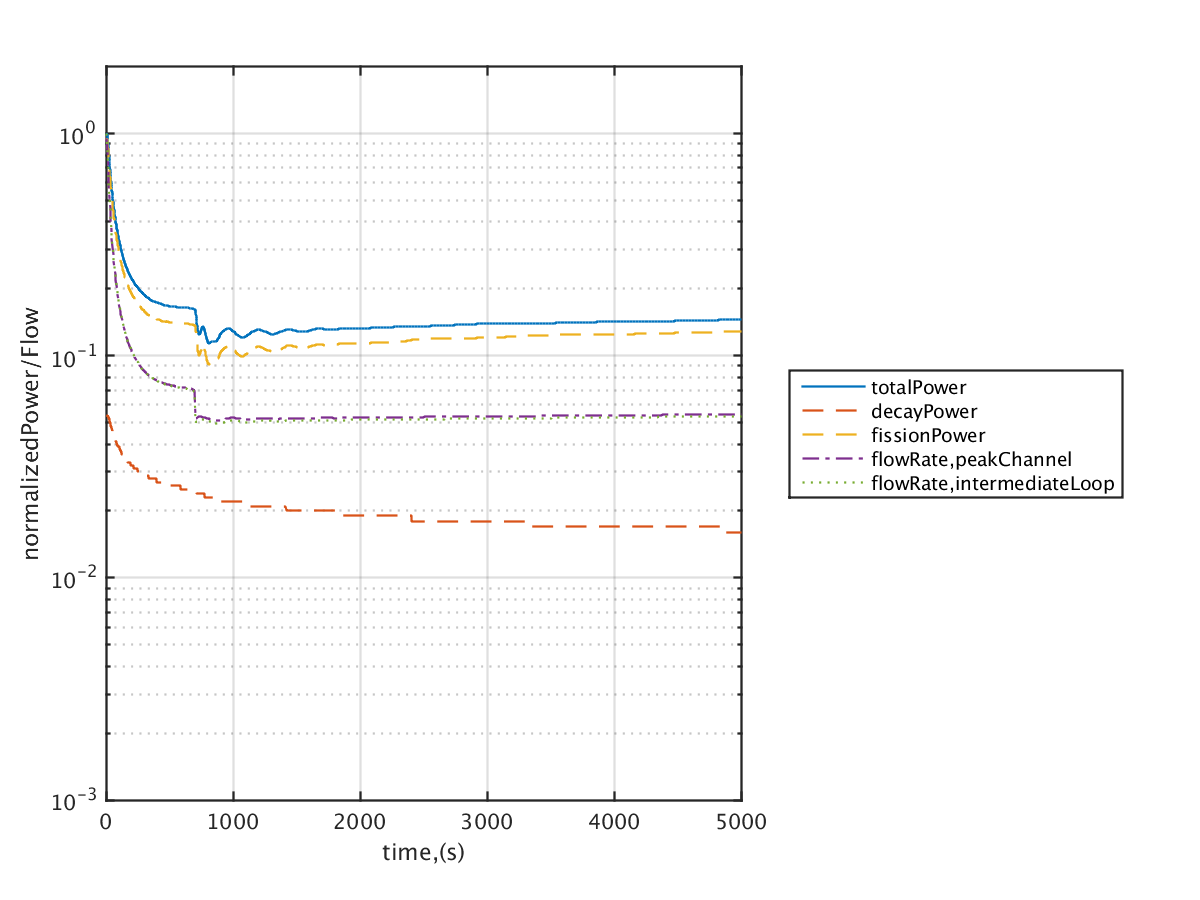 10^0
10^-1
10^-2
10^-3
normalizedPower/Flow
0 1000 2000 3000 4000 5000
time,(s)
totalPower
decayPower
fissionPower
flowRate,peakChannel
flowRate,intermediateLoop